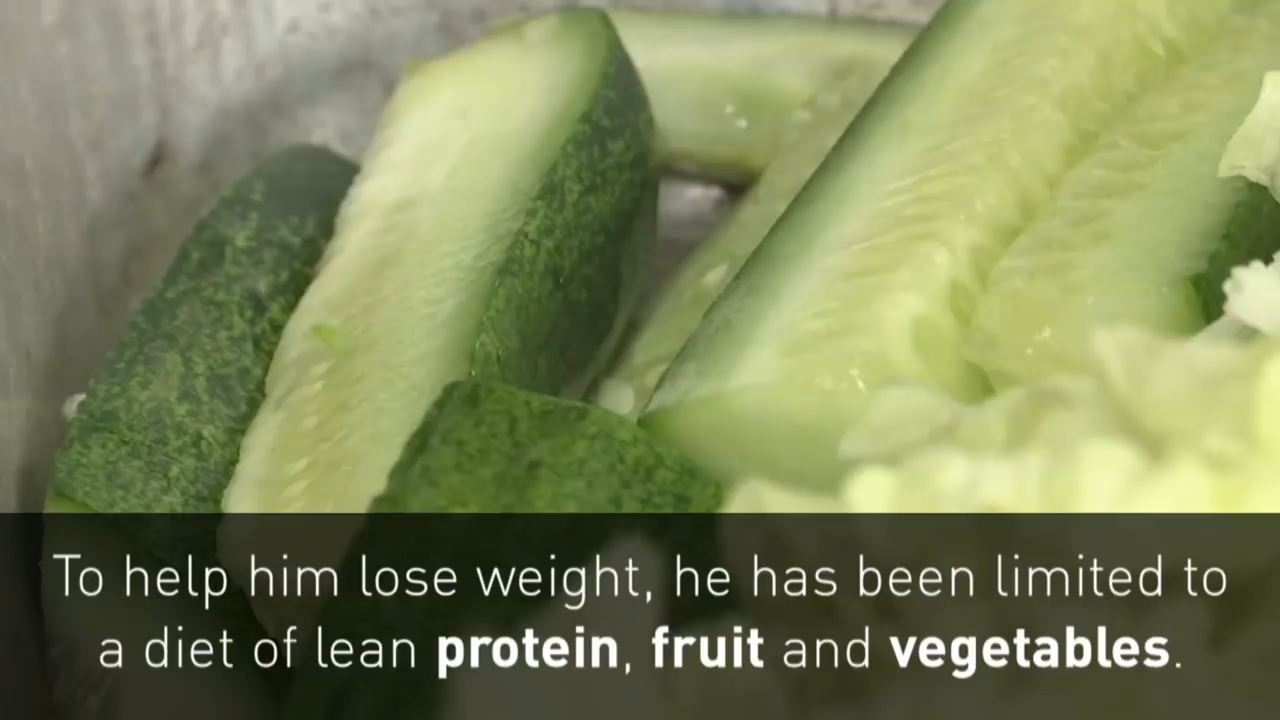 To help him lose weight, he has been limited to
a diet of lean protein, fruit and vegetables.